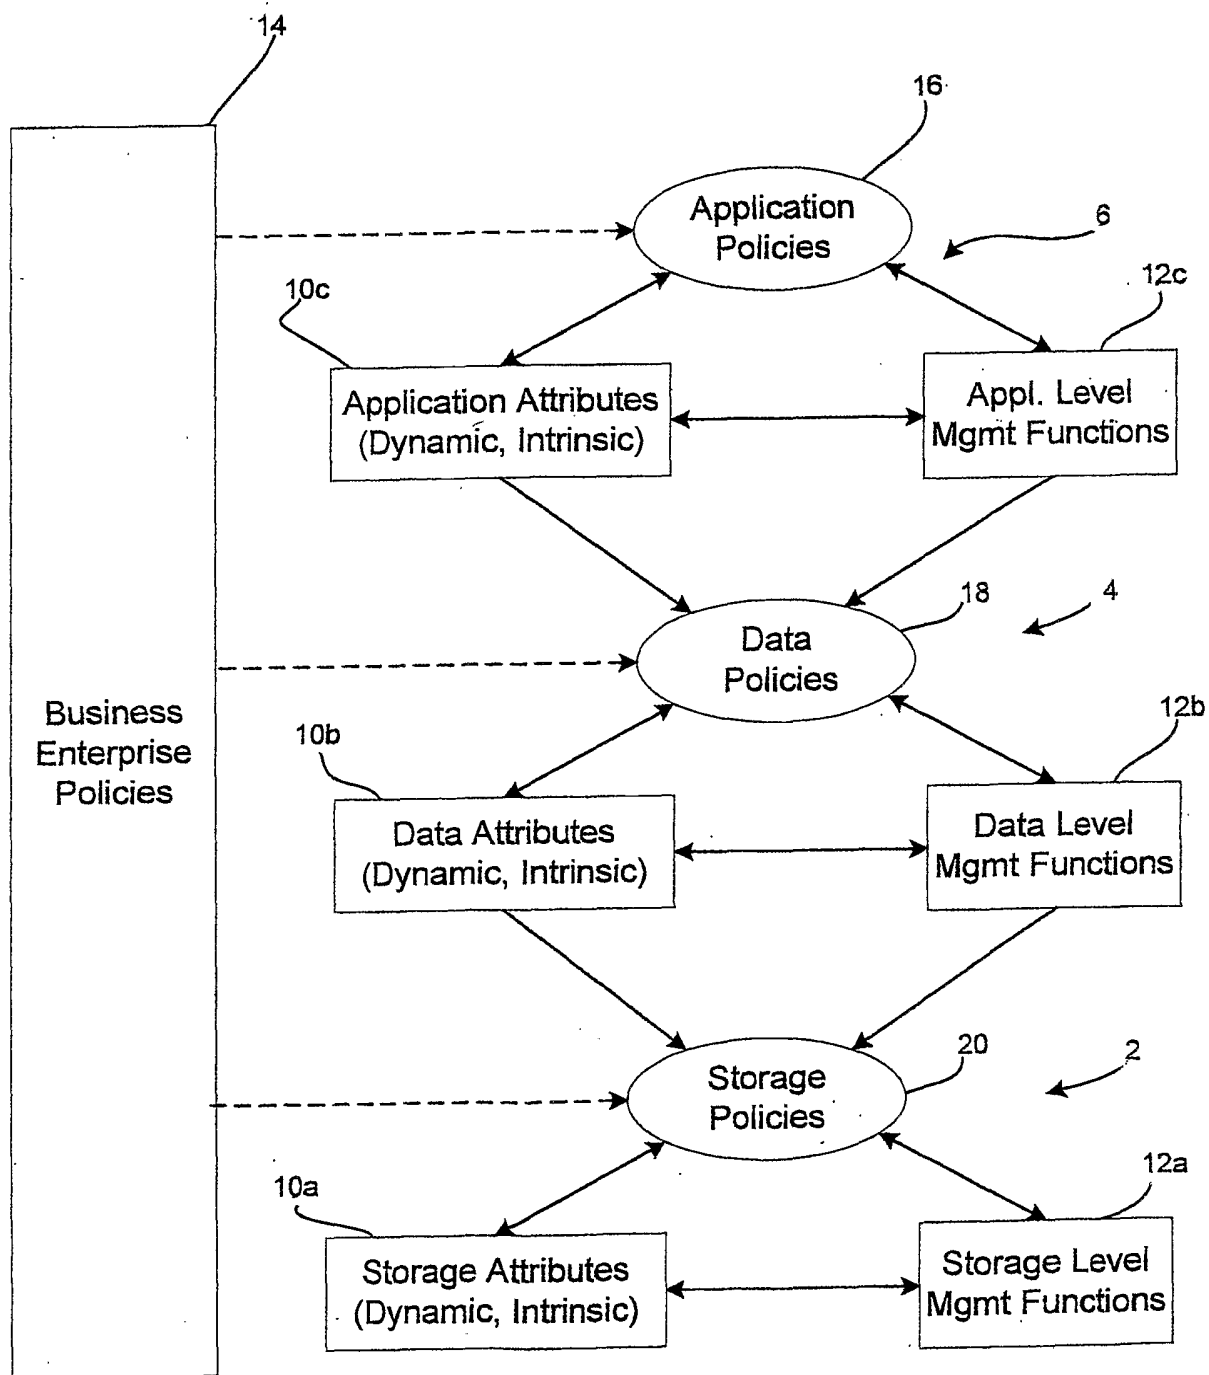 14
16
Application
Policies
6
10c
12c
Application Attributes
(Dynamic, Intrinsic)
Appl. Level
Mgmt Functions
18
4
Data
Policies
Business
Enterprise
Policies
10b
12b
Data Attributes
(Dynamic, Intrinsic)
Data Level
Mgmt Functions
20
2
Storage
Policies
10a
12a
Storage Attributes
(Dynamic, Intrinsic)
Storage Level
Mgmt Functions